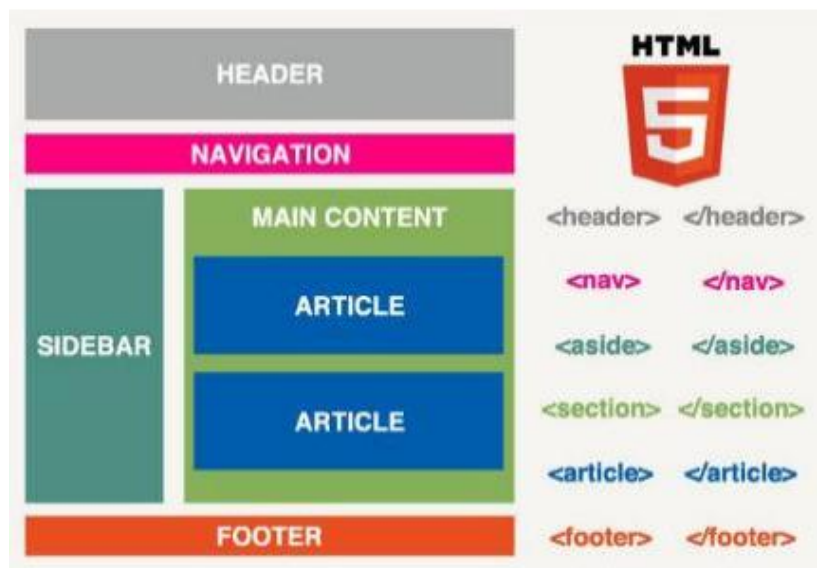 HEADER
NAVIGATION
SIDEBAR
MAIN CONTENT
ARTICLE
ARTICLE
FOOTER
HTML
5
<header> </header>
<nav> </nav>
<aside> </aside>
<section> </section>
<article> </article>
<footer> </footer>